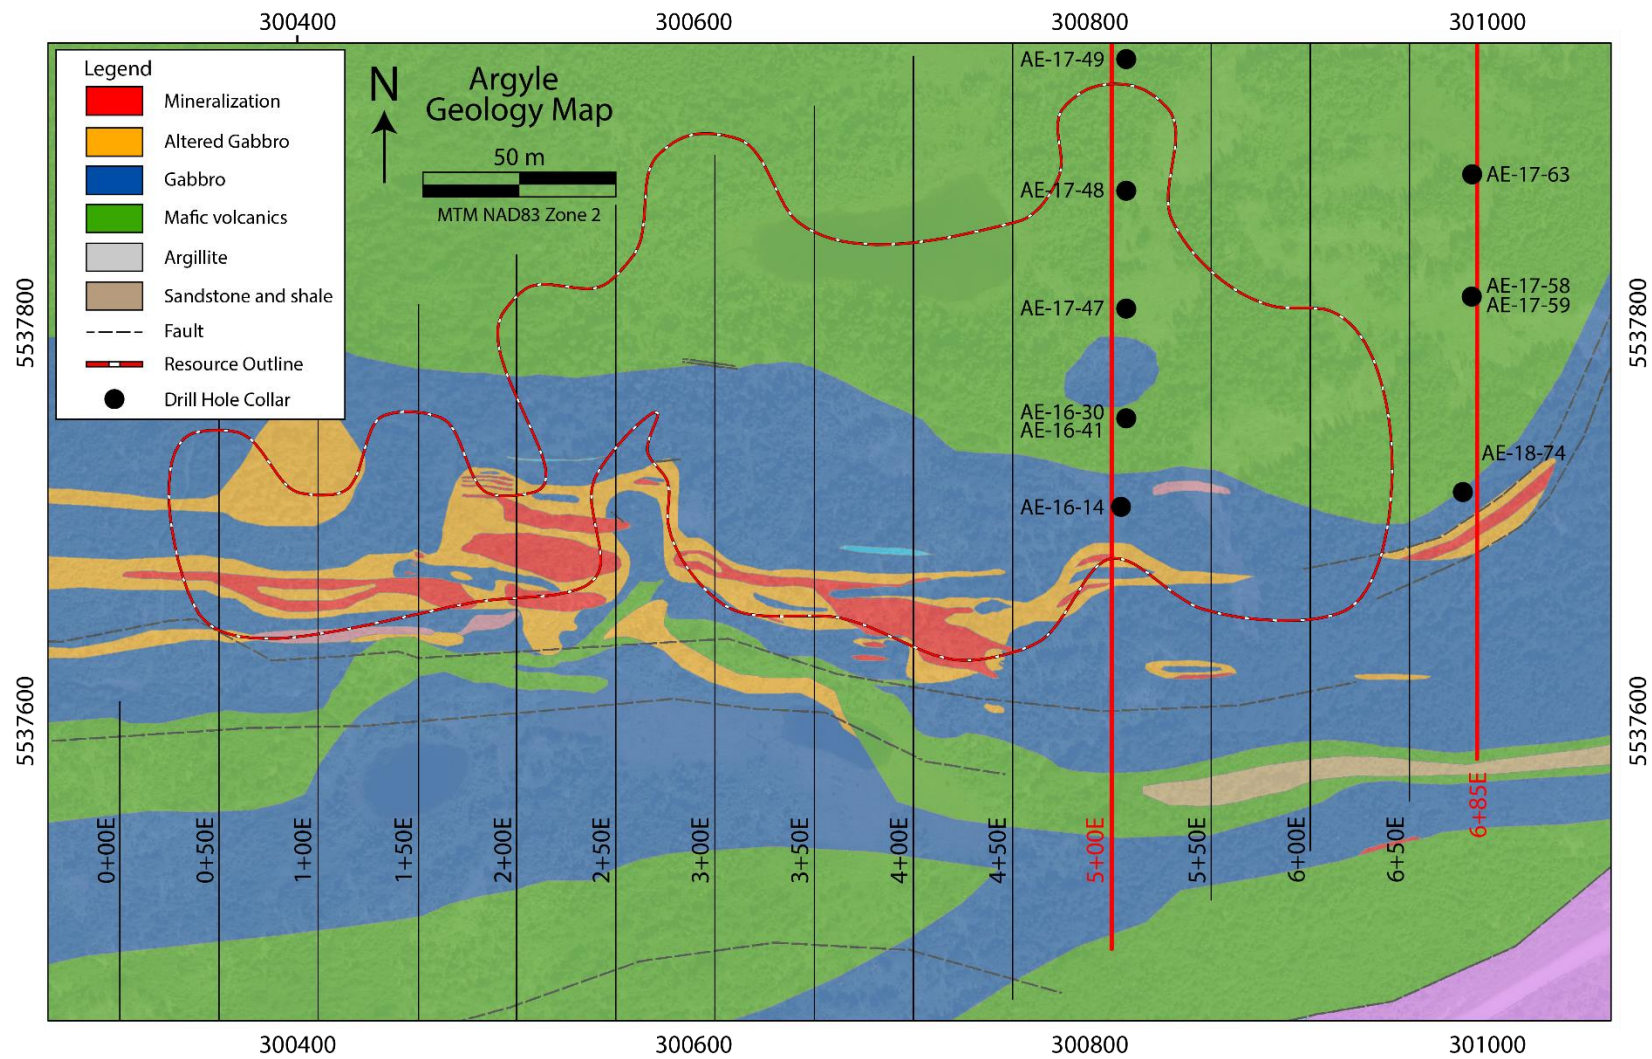 300400 300600 300800 301000
Legend
Mineralization
Altered Gabbro
Gabbro
Mafic volcanics
Argillite
Sandstone and shale
Fault
Resource Outline
Drill Hole Collar
N
Argyle
Geology Map
50 m
MTM NAD83 Zone 2
AE-17-49
AE-17-48
AE-17-47
AE-16-30
AE-16-41
AE-16-14
AE-17-63
AE-17-58
AE-17-59
AE-18-74
5537800
5537800
5537600
5537600
0+00E
0+50E
1+00E
1+50E
2+00E
2+50E
3+00E
3+50E
4+00E
4+50E
5+00E
5+50E
6+00E
6+50E
6+85E
300400 300600 300800 301000